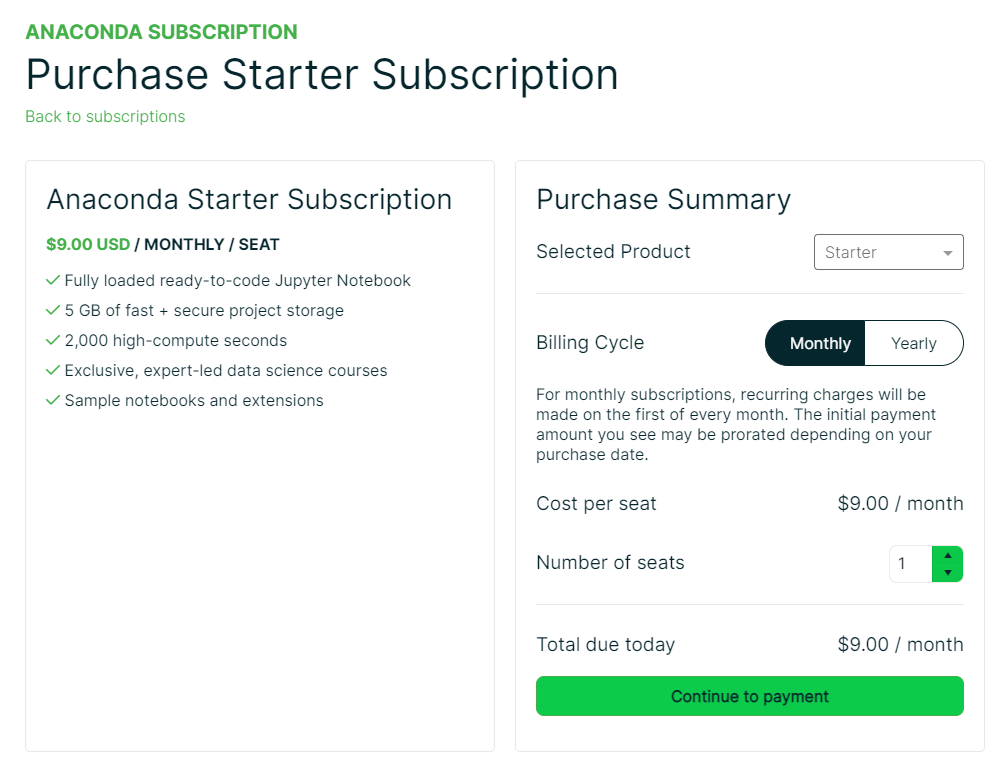 ANACONDA SUBSCRIPTION
Purchase Starter Subscription
Back to subscriptions
Anaconda Starter Subscription
$9.00 USD / MONTHLY / SEAT
Fully loaded ready-to-code Jupyter Notebook
5 GB of fast + secure project storage
2,000 high-compute seconds
Exclusive, expert-led data science courses
Sample notebooks and extensions
Purchase Summary
Selected Product Starter
Billing Cycle Monthly Yearly
For monthly subscriptions, recurring charges will be
made on the first of every month. The initial payment
amount you see may be prorated depending on your
purchase date.
Cost per seat $9.00 / month
Number of seats 1
Total due today $9.00 / month
Continue to payment